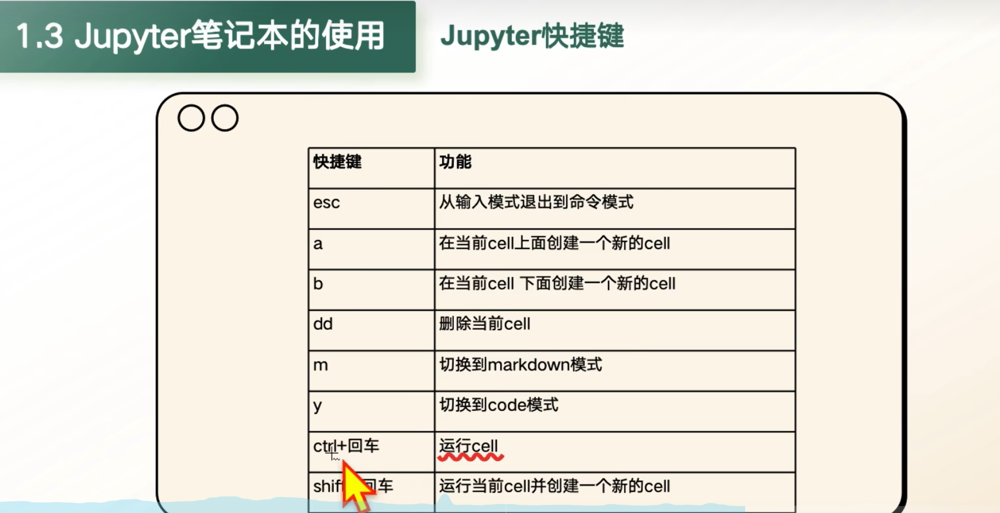 1.3 Jupyter笔记本的使用 Jupyter快捷键
快捷键 功能
esc 从输入模式退出到命令模式
a 在当前cell上面创建一个新的cell
b 在当前cell 下面创建一个新的cell
dd 删除当前cell
m 切换到markdown模式
y 切换到code模式
ctrl+回车 运行cell
shift 回车 运行当前cell并创建一个新的cell